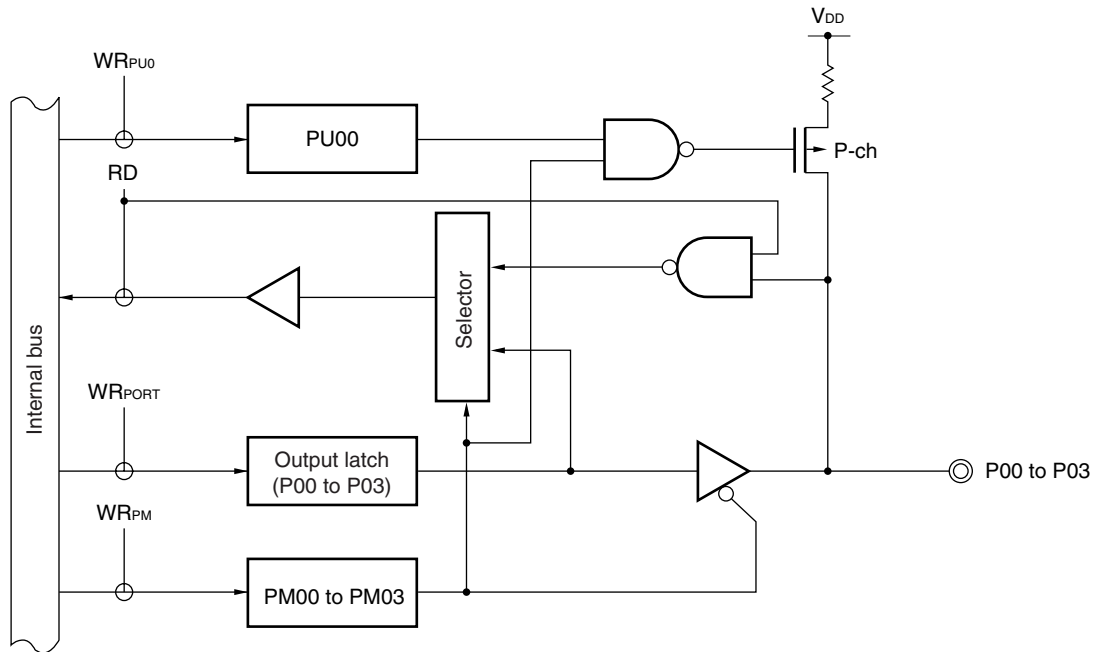 VDD
WRPU0
PU00
P-ch
RD
Selector
Internal bus
WRPORT
Output latch
(P00 to P03)
P00 to P03
WRPM
PM00 to PM03